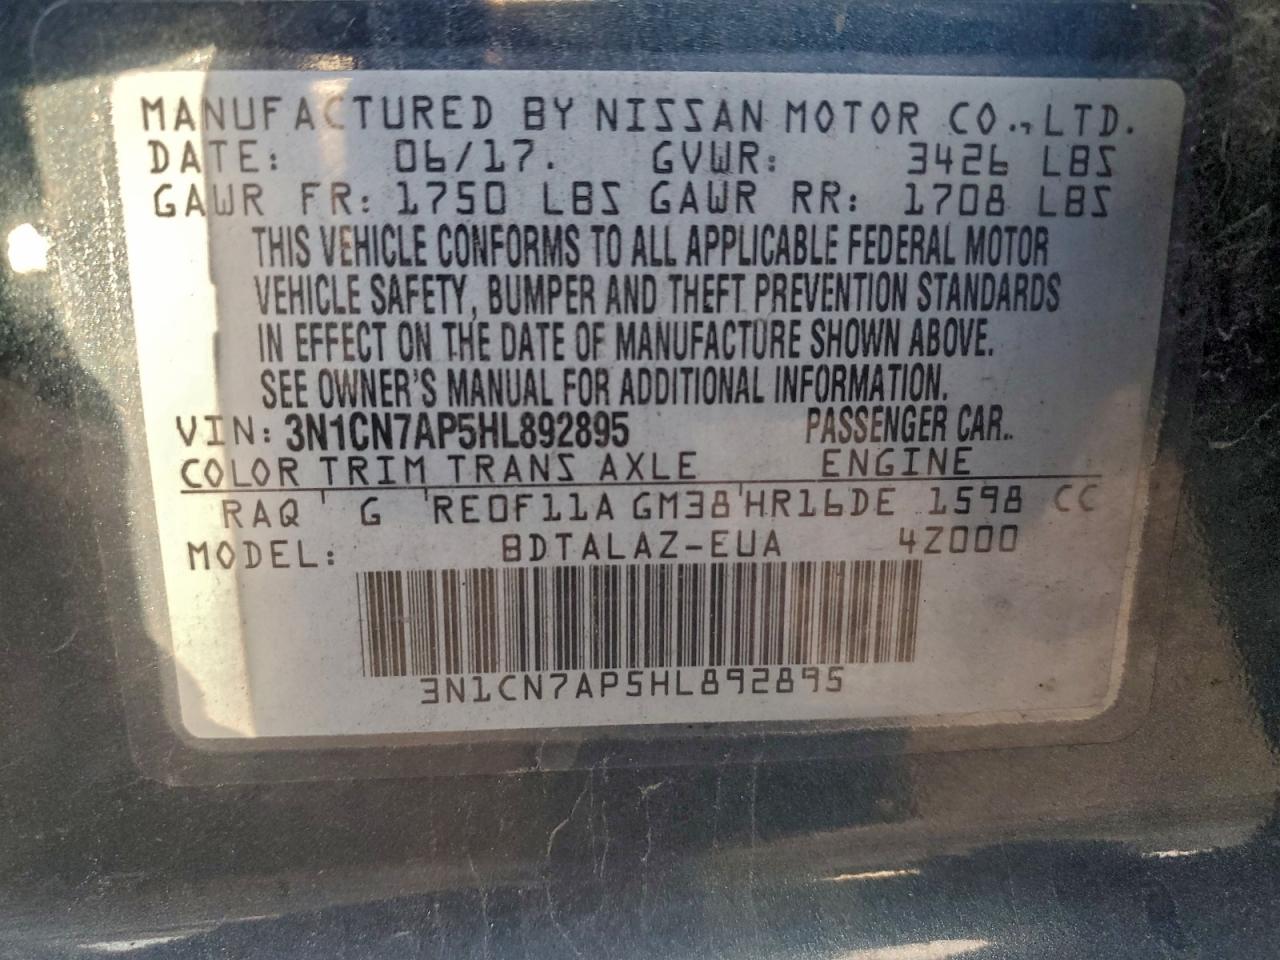 MANUFACTURED BY NISSAN MOTOR CO., LTD.
DATE: 06/17. GVWR: 3426 LBS
GAWR FR: 1750 LBS GAWR RR: 1708 LBS
THIS VEHICLE CONFORMS TO ALL APPLICABLE FEDERAL MOTOR
VEHICLE SAFETY, BUMPER AND THEFT PREVENTION STANDARDS
IN EFFECT ON THE DATE OF MANUFACTURE SHOWN ABOVE.
SEE OWNER'S MANUAL FOR ADDITIONAL INFORMATION.
VIN: 3N1CN7AP5HL892895 PASSENGER CAR.
COLOR TRIM TRANS AXLE ENGINE
RAQ G RE0F11A GM38 HR16DE 1598 CC
MODEL: BDTALAZ-EUA 4Z000
3N1CN7AP5HL892895